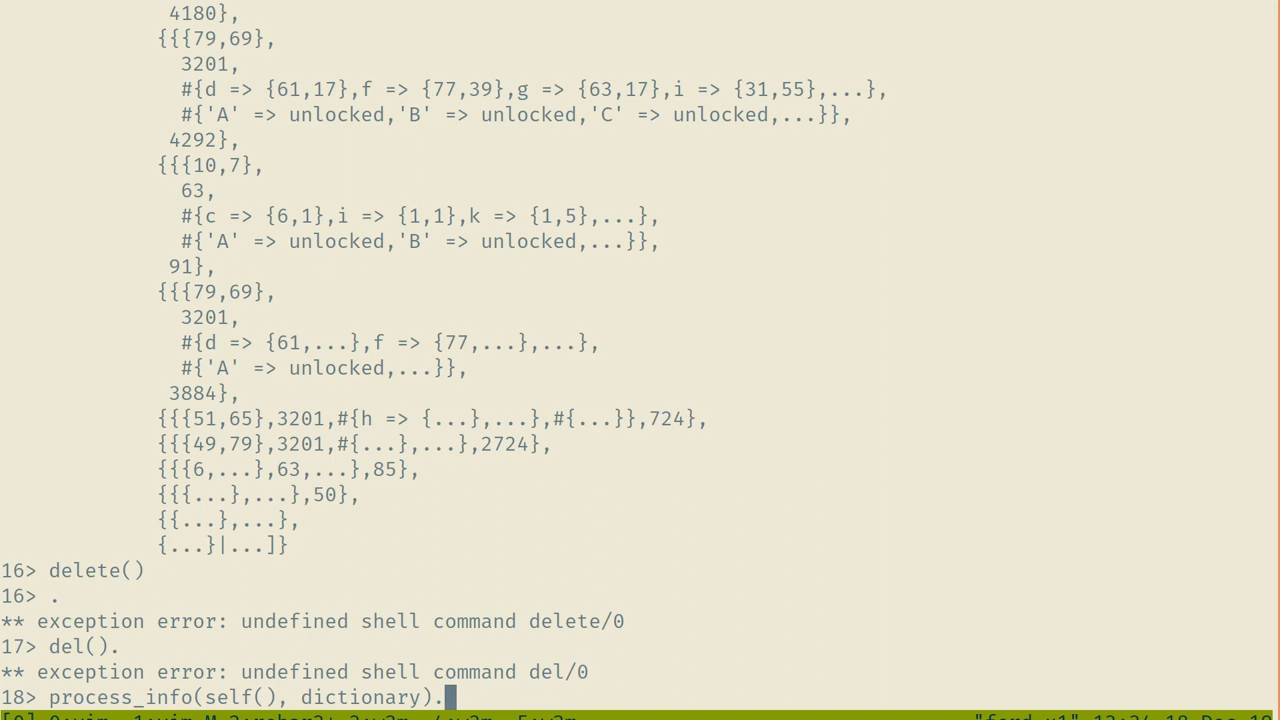 4180},
{{{79,69},
3201,
#{d => {61,17},f => {77,39},g => {63,17},i => {31,55},...},
#{'A' => unlocked,'B' => unlocked,'C' => unlocked,...}},
4292},
{{{10,7},
63,
#{c => {6,1},i => {1,1},k => {1,5},...},
#{'A' => unlocked,'B' => unlocked,...}},
91},
{{{79,69},
3201,
#{d => {61,...},f => {77,...},...},
#{'A' => unlocked,...}},
3884},
{{{51,65},3201,#{h => {...},...},#{...}},724},
{{{49,79},3201,#{...},...},2724},
{{{6,...},63,...},85},
{{{...},...},50},
{{...},...},
{...}|...]}
16> delete()
16> .
** exception error: undefined shell command delete/0
17> del().
** exception error: undefined shell command del/0
18> process_info(self(), dictionary).